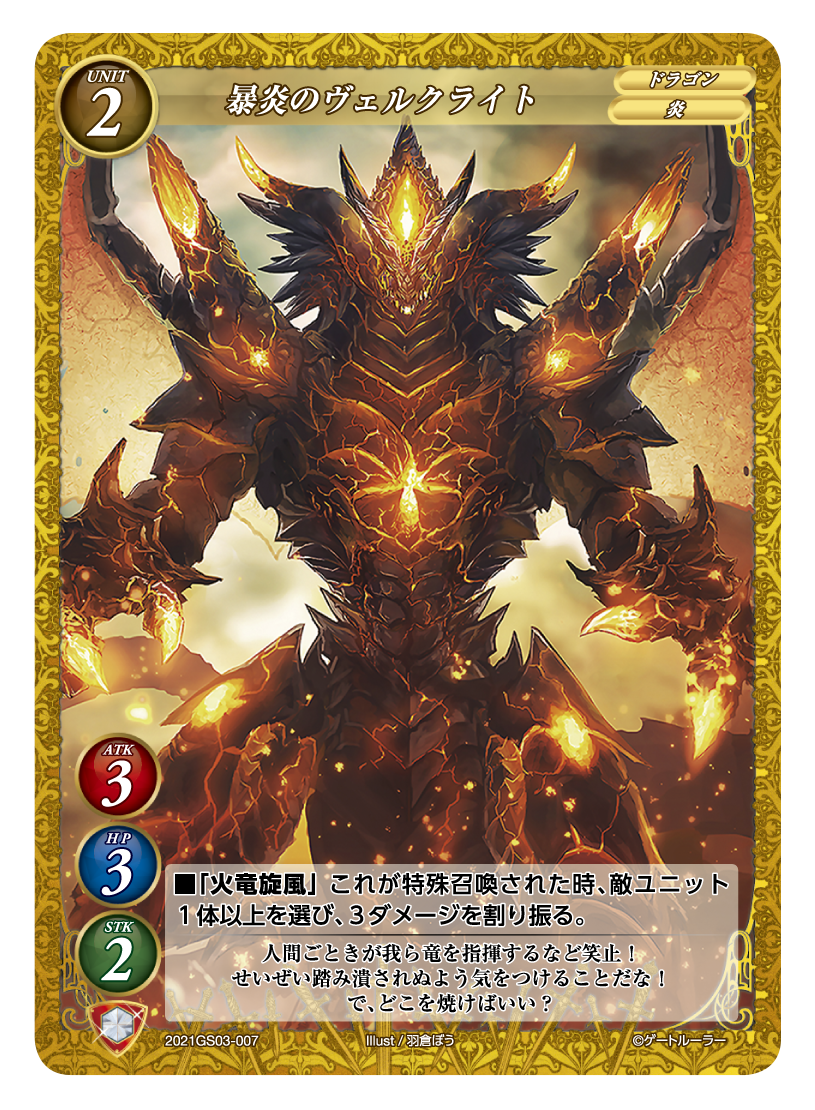 UNIT
2
暴炎のヴェルクライト
ドラゴン
炎
ATK
3
HP
3
STK
2
■「火竜旋風」これが特殊召喚された時、敵ユニット
1体以上を選び、3ダメージを割り振る。
人間ごときが我ら竜を指揮するなど笑止！
せいぜい踏み潰されぬよう気をつけることだな！
で、どこを焼けばいい？
2021GS03-007
Illust / 羽倉ぼう
©ゲートルーラー